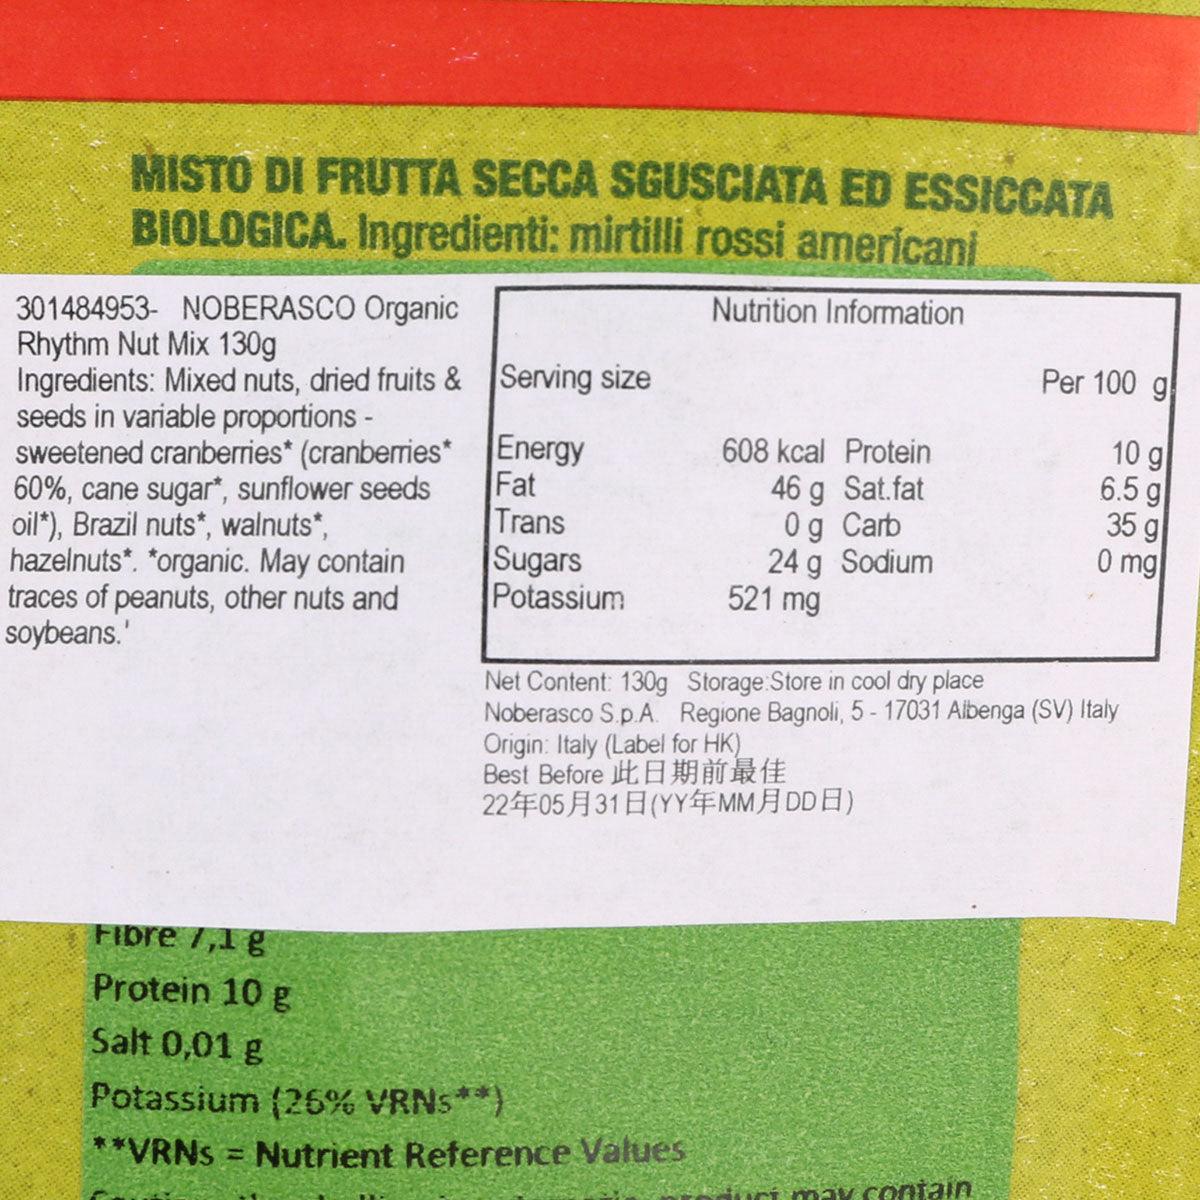 MISTO DI FRUTTA SECCA SGUSCIATA ED ESSICCATA
BIOLOGICA. Ingredienti: mirtilli rossi americani
301484953- NOBERASCO Organic
Rhythm Nut Mix 130g
Ingredients: Mixed nuts, dried fruits &
seeds in variable proportions -
sweetened cranberries* (cranberries*
60%, cane sugar*, sunflower seeds
oil*), Brazil nuts*, walnuts*,
hazelnuts*. *organic. May contain
traces of peanuts, other nuts and
soybeans.'
Nutrition Information
Serving size Per 100 g
Energy 608 kcal Protein 10 g
Fat 46 g Sat.fat 6.5 g
Trans 0 g Carb 35 g
Sugars 24 g Sodium 0 mg
Potassium 521 mg
Net Content: 130g Storage:Store in cool dry place
Noberasco S.p.A. Regione Bagnoli, 5 - 17031 Albenga (SV) Italy
Origin: Italy (Label for HK)
Best Before 此日期前最佳
22年05月31日(YY年MM月DD日)
Fibre 7,1 g
Protein 10 g
Salt 0,01 g
Potassium (26% VRNs**)
**VRNs = Nutrient Reference Values
product may contain